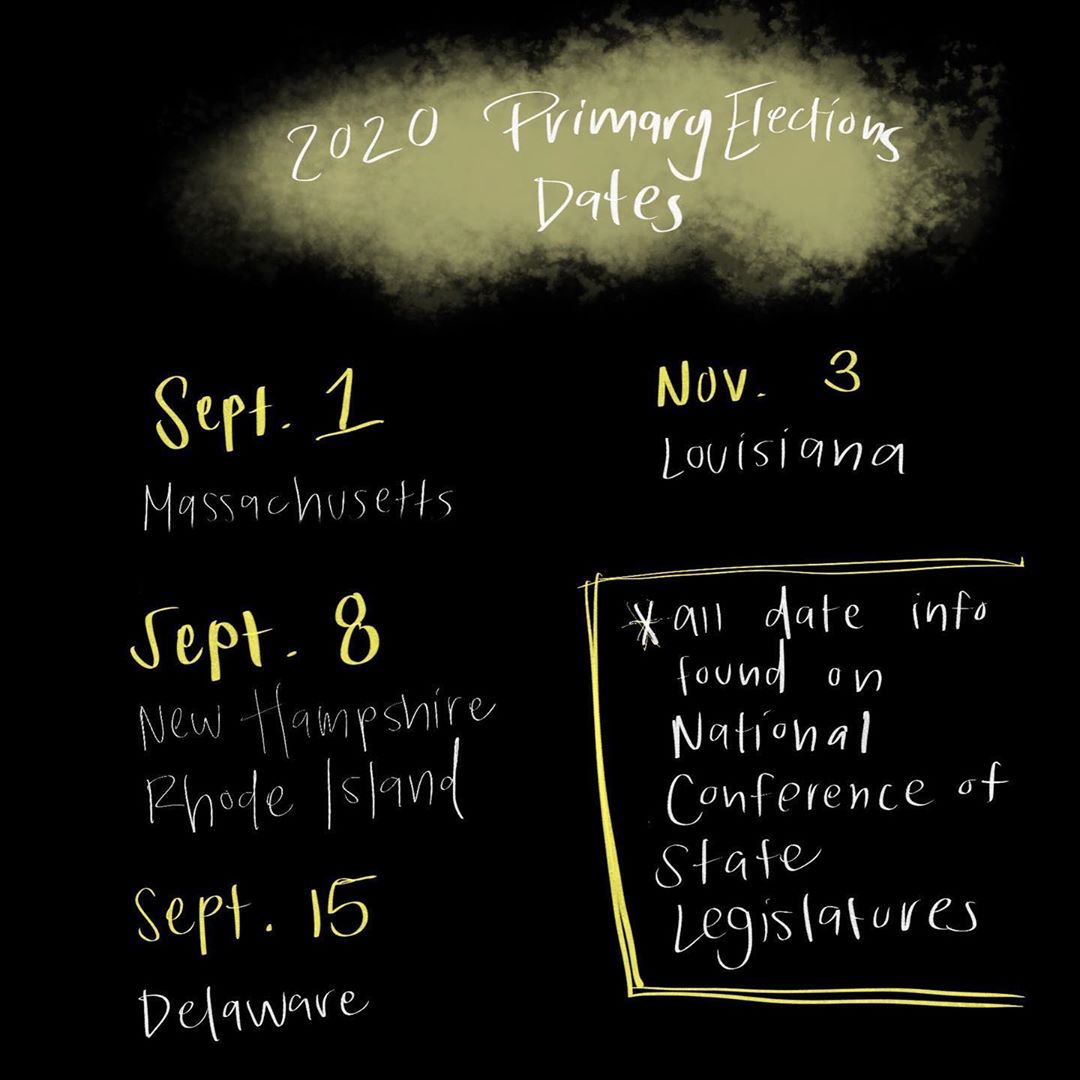 2020 Primary Elections
Dates
Sept. 1
Massachusetts
Sept. 8
New Hampshire
Rhode Island
Sept. 15
Delaware
Nov. 3
Louisiana
*all date info
found on
National
Conference of
State
Legislatures